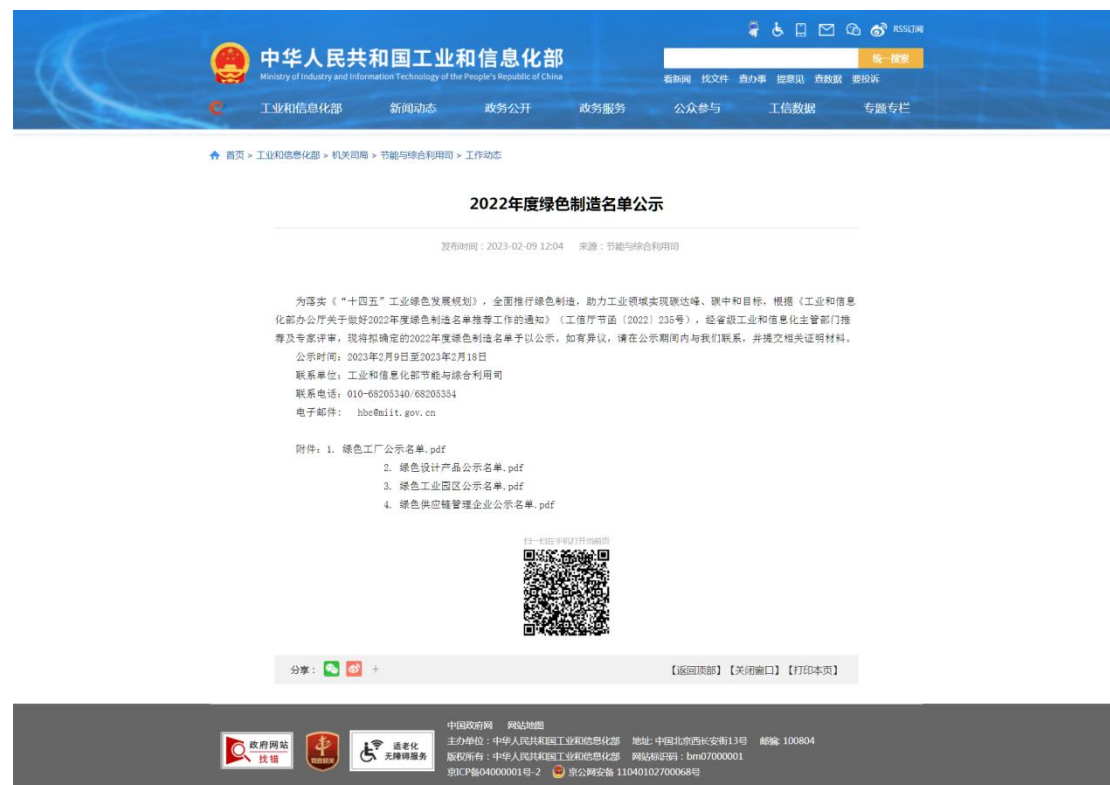 RSS订阅
中华人民共和国工业和信息化部
Ministry of Industry and Information Technology of the People's Republic of China
统一搜索
看新闻 找文件 查办事 提意见 查数据 要投诉
工业和信息化部 新闻动态 政务公开 政务服务 公众参与 工信数据 专题专栏
首页 > 工业和信息化部 > 机关司局 > 节能与综合利用司 > 工作动态
2022年度绿色制造名单公示
发布时间：2023-02-09 12:04 来源：节能与综合利用司
为落实《“十四五”工业绿色发展规划》，全面推行绿色制造，助力工业领域实现碳达峰、碳中和目标，根据《工业和信息
化部办公厅关于做好2022年度绿色制造名单推荐工作的通知》（工信厅节函〔2022〕235号），经省级工业和信息化主管部门推
荐及专家评审，现将拟确定的2022年度绿色制造名单予以公示，如有异议，请在公示期间内与我们联系，并提交相关证明材料。
公示时间：2023年2月9日至2023年2月18日
联系单位：工业和信息化部节能与综合利用司
联系电话：010-68205340/68205354
电子邮件： hbc@miit.gov.cn
附件：1. 绿色工厂公示名单.pdf
2. 绿色设计产品公示名单.pdf
3. 绿色工业园区公示名单.pdf
4. 绿色供应链管理企业公示名单.pdf
扫一扫在手机打开当前页
分享： +
【返回顶部】【关闭窗口】【打印本页】
政府网站
找错
党政机关
适老化
无障碍服务
中国政府网 网站地图
主办单位：中华人民共和国工业和信息化部 地址: 中国北京西长安街13号 邮编: 100804
版权所有：中华人民共和国工业和信息化部 网站标识码：bm07000001
京ICP备04000001号-2 京公网安备 11040102700068号